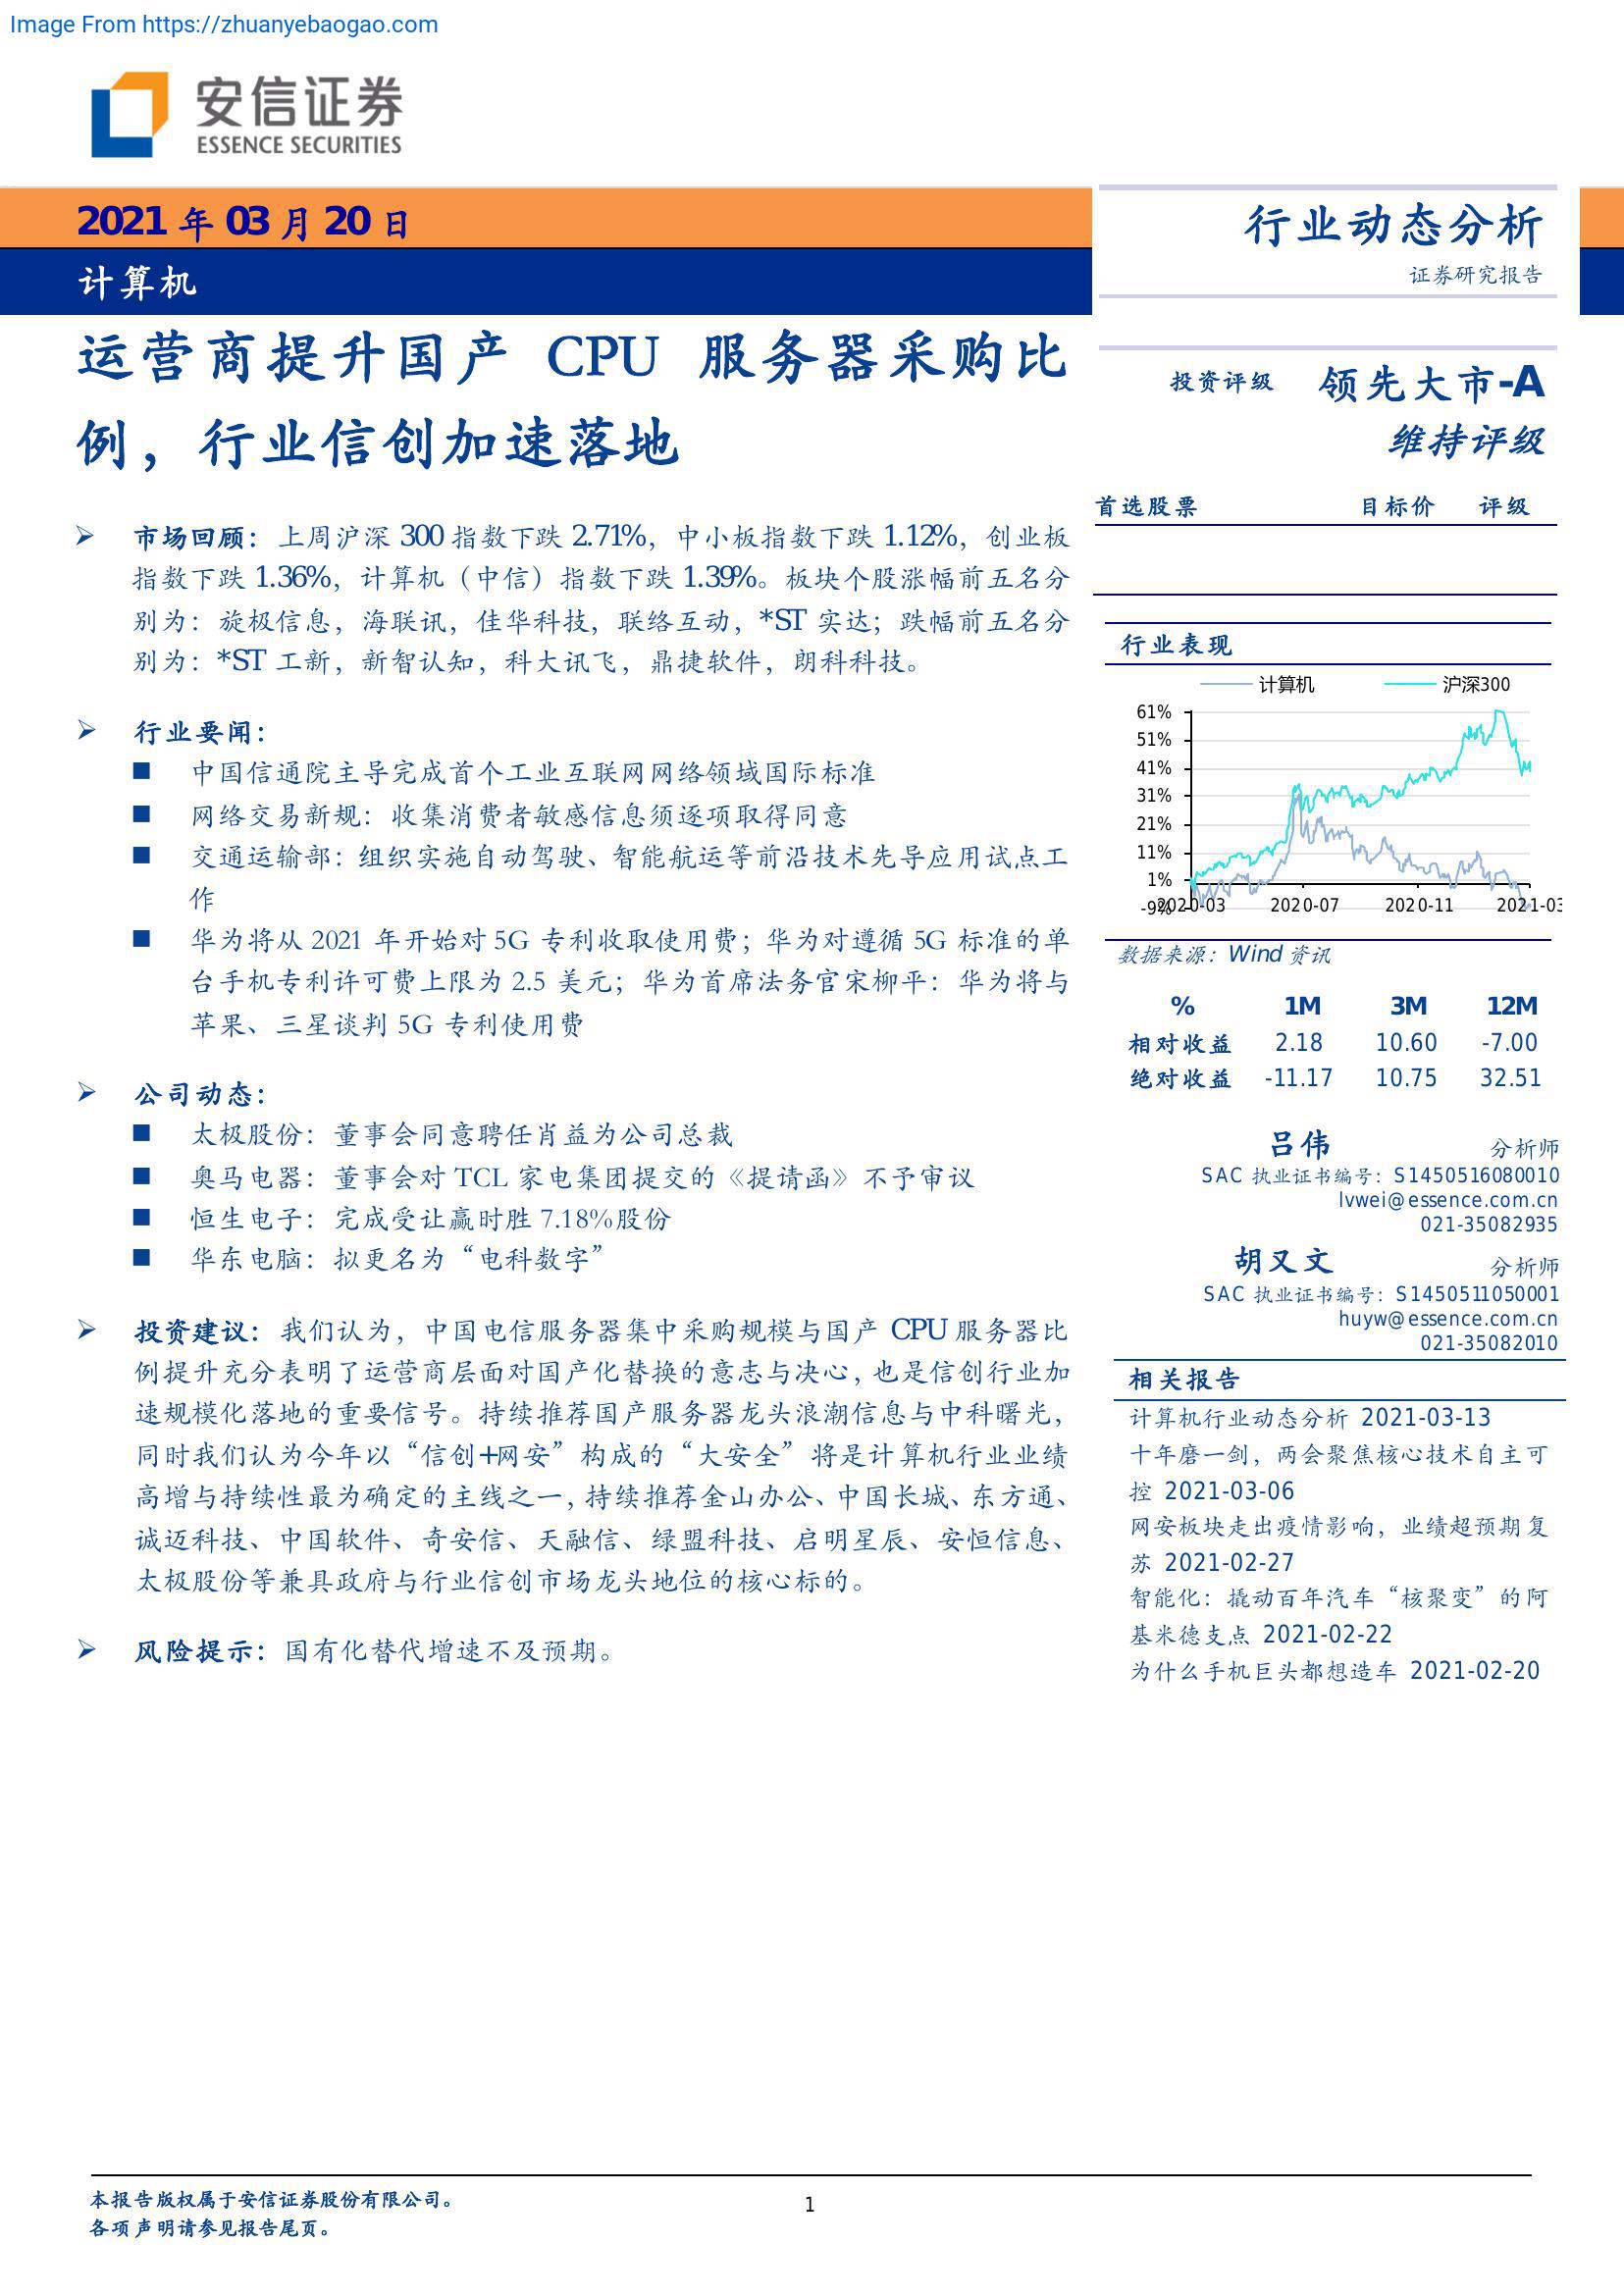 Image From https://zhuanyebaogao.com
安信证券
ESSENCE SECURITIES
2021 年 03 月 20 日
计算机
行业动态分析
证券研究报告
运营商提升国产 CPU 服务器采购比
例，行业信创加速落地
市场回顾：上周沪深 300 指数下跌 2.71%，中小板指数下跌 1.12%，创业板
指数下跌 1.36%，计算机（中信）指数下跌 1.39%。板块个股涨幅前五名分
别为：旋极信息，海联讯，佳华科技，联络互动，*ST 实达；跌幅前五名分
别为：*ST 工新，新智认知，科大讯飞，鼎捷软件，朗科科技。
行业要闻：
中国信通院主导完成首个工业互联网网络领域国际标准
网络交易新规：收集消费者敏感信息须逐项取得同意
交通运输部：组织实施自动驾驶、智能航运等前沿技术先导应用试点工
作
华为将从 2021 年开始对 5G 专利收取使用费；华为对遵循 5G 标准的单
台手机专利许可费上限为 2.5 美元；华为首席法务官宋柳平：华为将与
苹果、三星谈判 5G 专利使用费
公司动态：
太极股份：董事会同意聘任肖益为公司总裁
奥马电器：董事会对 TCL 家电集团提交的《提请函》不予审议
恒生电子：完成受让赢时胜 7.18%股份
华东电脑：拟更名为“电科数字”
投资建议：我们认为，中国电信服务器集中采购规模与国产 CPU 服务器比
例提升充分表明了运营商层面对国产化替换的意志与决心，也是信创行业加
速规模化落地的重要信号。持续推荐国产服务器龙头浪潮信息与中科曙光，
同时我们认为今年以“信创+网安”构成的“大安全”将是计算机行业业绩
高增与持续性最为确定的主线之一，持续推荐金山办公、中国长城、东方通、
诚迈科技、中国软件、奇安信、天融信、绿盟科技、启明星辰、安恒信息、
太极股份等兼具政府与行业信创市场龙头地位的核心标的。
风险提示：国有化替代增速不及预期。
投资评级 领先大市-A
维持评级
首选股票 目标价 评级
行业表现
计算机 沪深300
61%
51%
41%
31%
21%
11%
1%
-9%
2020-03 2020-07 2020-11 2021-03
数据来源：Wind 资讯
% 1M 3M 12M
相对收益 2.18 10.60 -7.00
绝对收益 -11.17 10.75 32.51
吕伟 分析师
SAC 执业证书编号：S1450516080010
lvwei@essence.com.cn
021-35082935
胡又文 分析师
SAC 执业证书编号：S1450511050001
huyw@essence.com.cn
021-35082010
相关报告
计算机行业动态分析 2021-03-13
十年磨一剑，两会聚焦核心技术自主可
控 2021-03-06
网安板块走出疫情影响，业绩超预期复
苏 2021-02-27
智能化：撬动百年汽车“核聚变”的阿
基米德支点 2021-02-22
为什么手机巨头都想造车 2021-02-20
本报告版权属于安信证券股份有限公司。
各项声明请参见报告尾页。
1